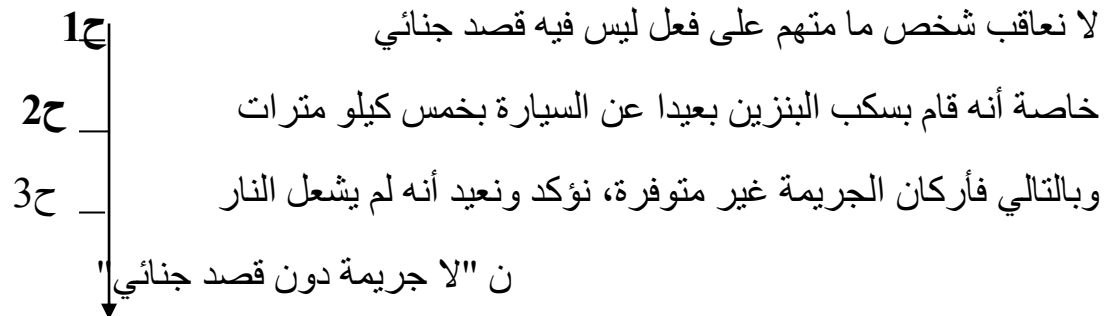 لا نعاقب شخص ما متهم على فعل ليس فيه قصد جنائي ح1
خاصة أنه قام بسكب البنزين بعيدا عن السيارة بخمس كيلو مترات ح2
وبالتالي فأركان الجريمة غير متوفرة، نؤكد ونعيد أنه لم يشعل النار ح3
ن "لا جريمة دون قصد جنائي"